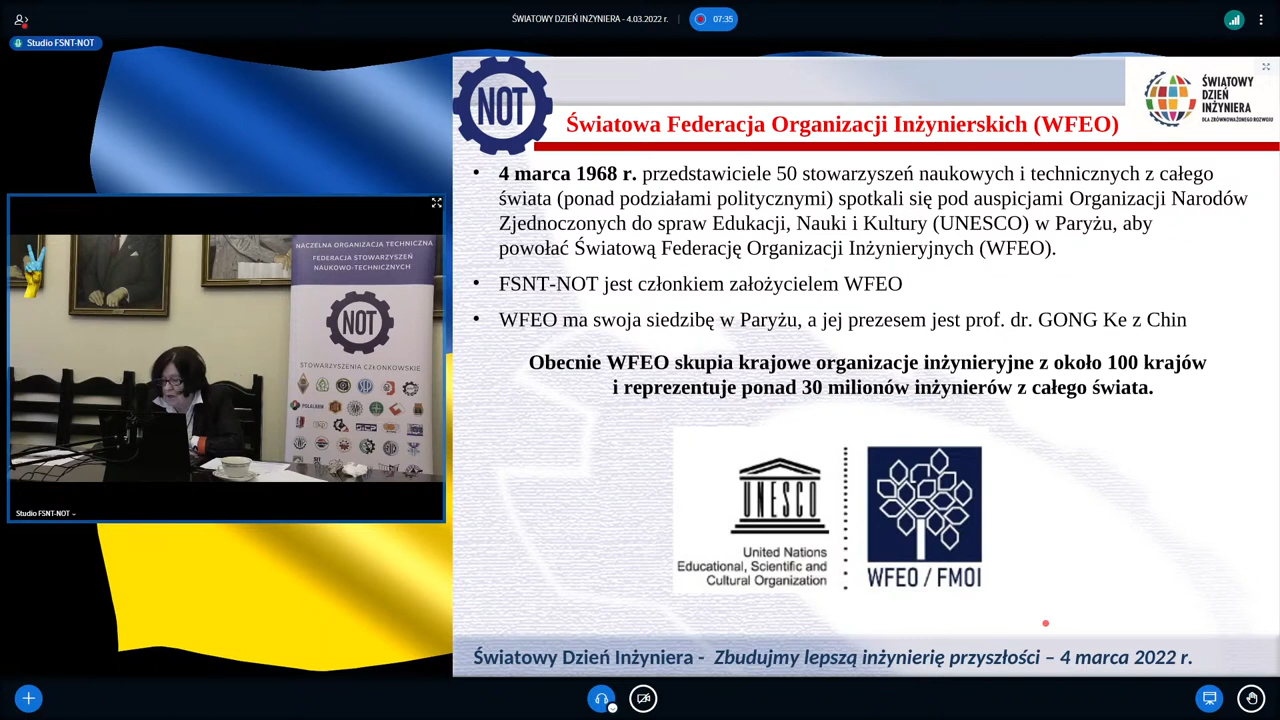 ŚWIATOWY DZIEŃ INŻYNIERA - 4.03.2022 r.
07:35
Studio FSNT-NOT
NOT
ŚWIATOWY
DZIEŃ
INŻYNIERA
DLA ZRÓWNOWAŻONEGO ROZWOJU
Światowa Federacja Organizacji Inżynierskich (WFEO)
• 4 marca 1968 r. przedstawiciele 50 stowarzyszeń naukowych i technicznych z całego
świata (ponad podziałami politycznymi) spotkali się pod auspicjami Organizacji Narodów
Zjednoczonych do spraw Edukacji, Nauki i Kultury (UNESCO) w Paryżu, aby
powołać Światową Federację Organizacji Inżynieryjnych (WFEO).
• FSNT-NOT jest członkiem założycielem WFEO
• WFEO ma swoją siedzibę w Paryżu, a jej prezesem jest prof. dr. GONG Ke z Chin
Obecnie WFEO skupia krajowe organizacje inżynieryjne z około 100 krajów
i reprezentuje ponad 30 milionów inżynierów z całego świata.
UNESCO
United Nations
Educational, Scientific and
Cultural Organization
WFEO / FMOI
Światowy Dzień Inżyniera - Zbudujmy lepszą inżynierię przyszłości – 4 marca 2022 r.
NACZELNA ORGANIZACJA TECHNICZNA
FEDERACJA STOWARZYSZEŃ
NAUKOWO-TECHNICZNYCH
NOT
STOWARZYSZENIA CZŁONKOWSKIE
POLALARM
Studio FSNT-NOT